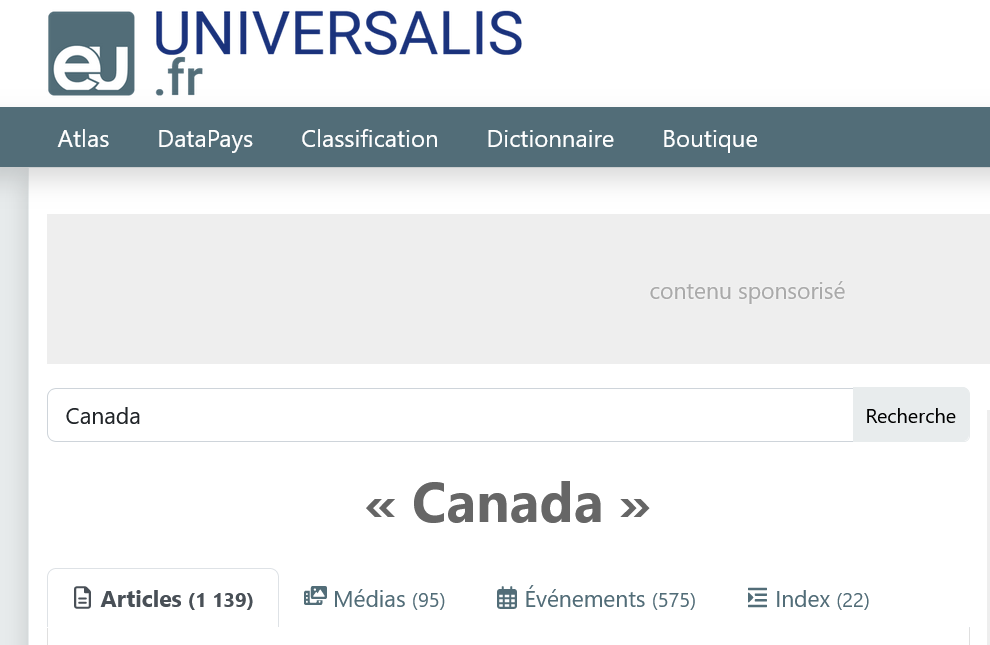 eu UNIVERSALIS
.fr
Atlas DataPays Classification Dictionnaire Boutique
contenu sponsorisé
Canada Recherche
« Canada »
Articles (1 139) Médias (95) Événements (575) Index (22)